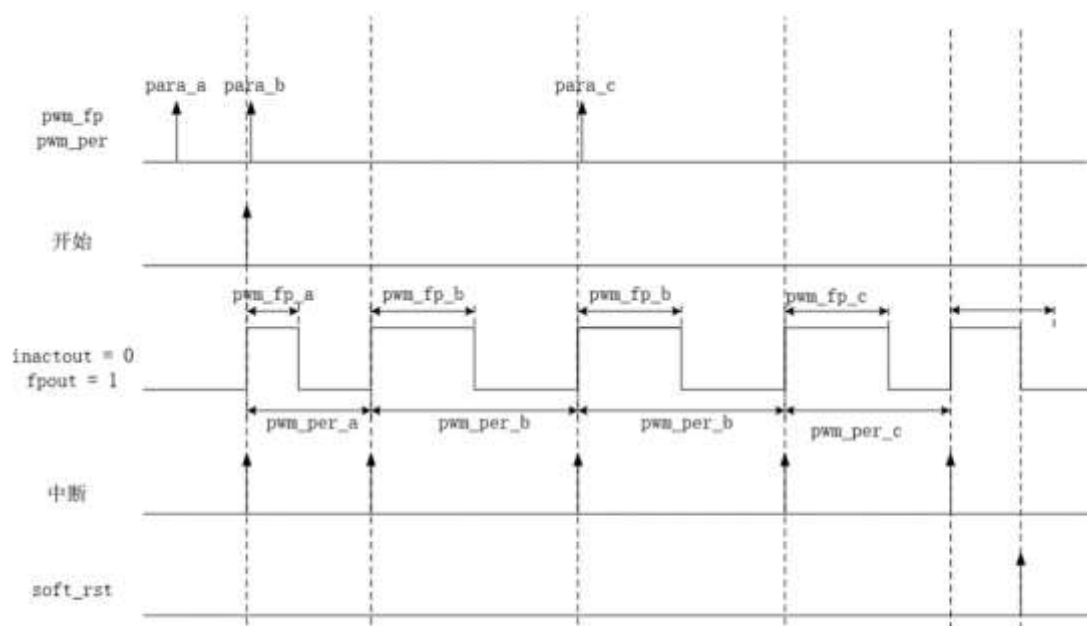 para_a para_b para_c
pwm_fp
pwm_per
开始
pwm_fp_a pwm_fp_b pwm_fp_b pwm_fp_c
inactout = 0
fpout = 1
pwm_per_a pwm_per_b pwm_per_b pwm_per_c
中断
soft_rst